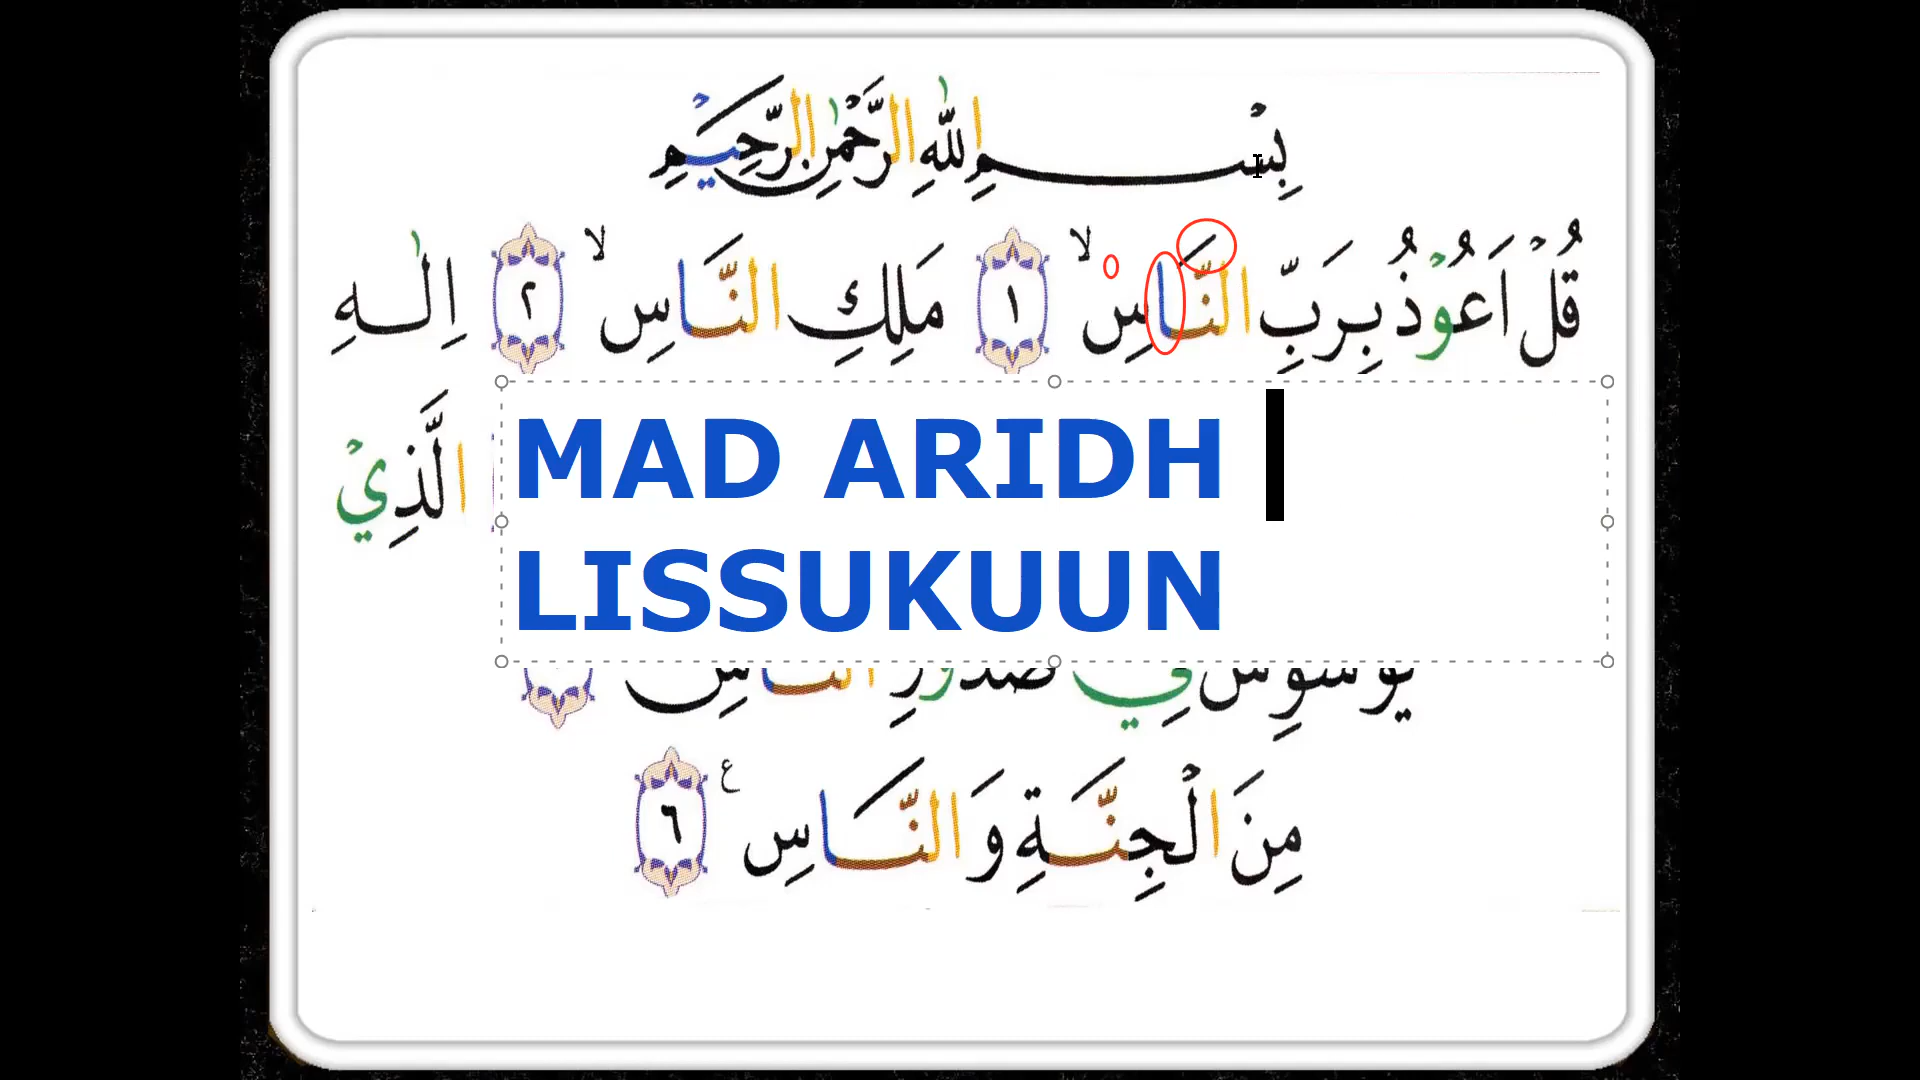 بِسْمِ اللّٰهِ الرَّحْمٰنِ الرَّحِيْمِ
قُلْ اَعُوْذُ بِرَبِّ النَّاسِۙ ١ مَلِكِ النَّاسِۙ ٢ اِلٰهِ
الَّذِيْ
MAD ARIDH
LISSUKUUN
يُوَسْوِسُ فِي صُدُوْرِ النَّاسِ
مِنَ الْجِنَّةِ وَالنَّاسِ ع ٦